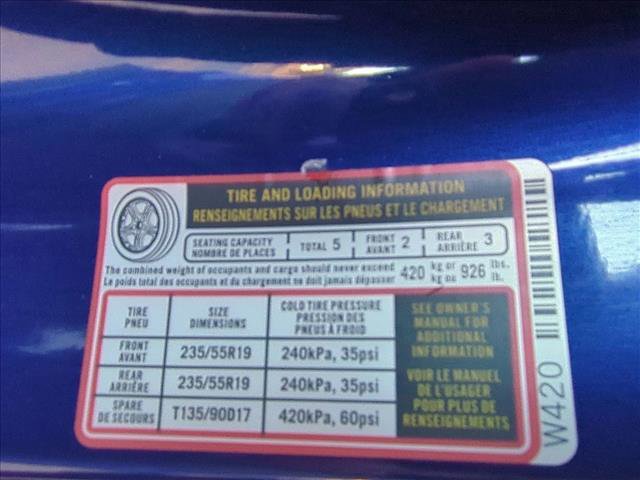 TIRE AND LOADING INFORMATION
RENSEIGNEMENTS SUR LES PNEUS ET LE CHARGEMENT
SEATING CAPACITY
NOMBRE DE PLACES
TOTAL 5
FRONT
AVANT 2
REAR
ARRIÈRE 3
The combined weight of occupants and cargo should never exceed 420 kg or 926 lbs.
Le poids total des occupants et du chargement ne doit jamais dépasser kg ou lb.
TIRE
PNEU
SIZE
DIMENSIONS
COLD TIRE PRESSURE
PRESSION DES
PNEUS À FROID
FRONT
AVANT
235/55R19
240kPa, 35psi
REAR
ARRIÈRE
235/55R19
240kPa, 35psi
SPARE
DE SECOURS
T135/90D17
420kPa, 60psi
SEE OWNER'S
MANUAL FOR
ADDITIONAL
INFORMATION
VOIR LE MANUEL
DE L'USAGER
POUR PLUS DE
RENSEIGNEMENTS
W420